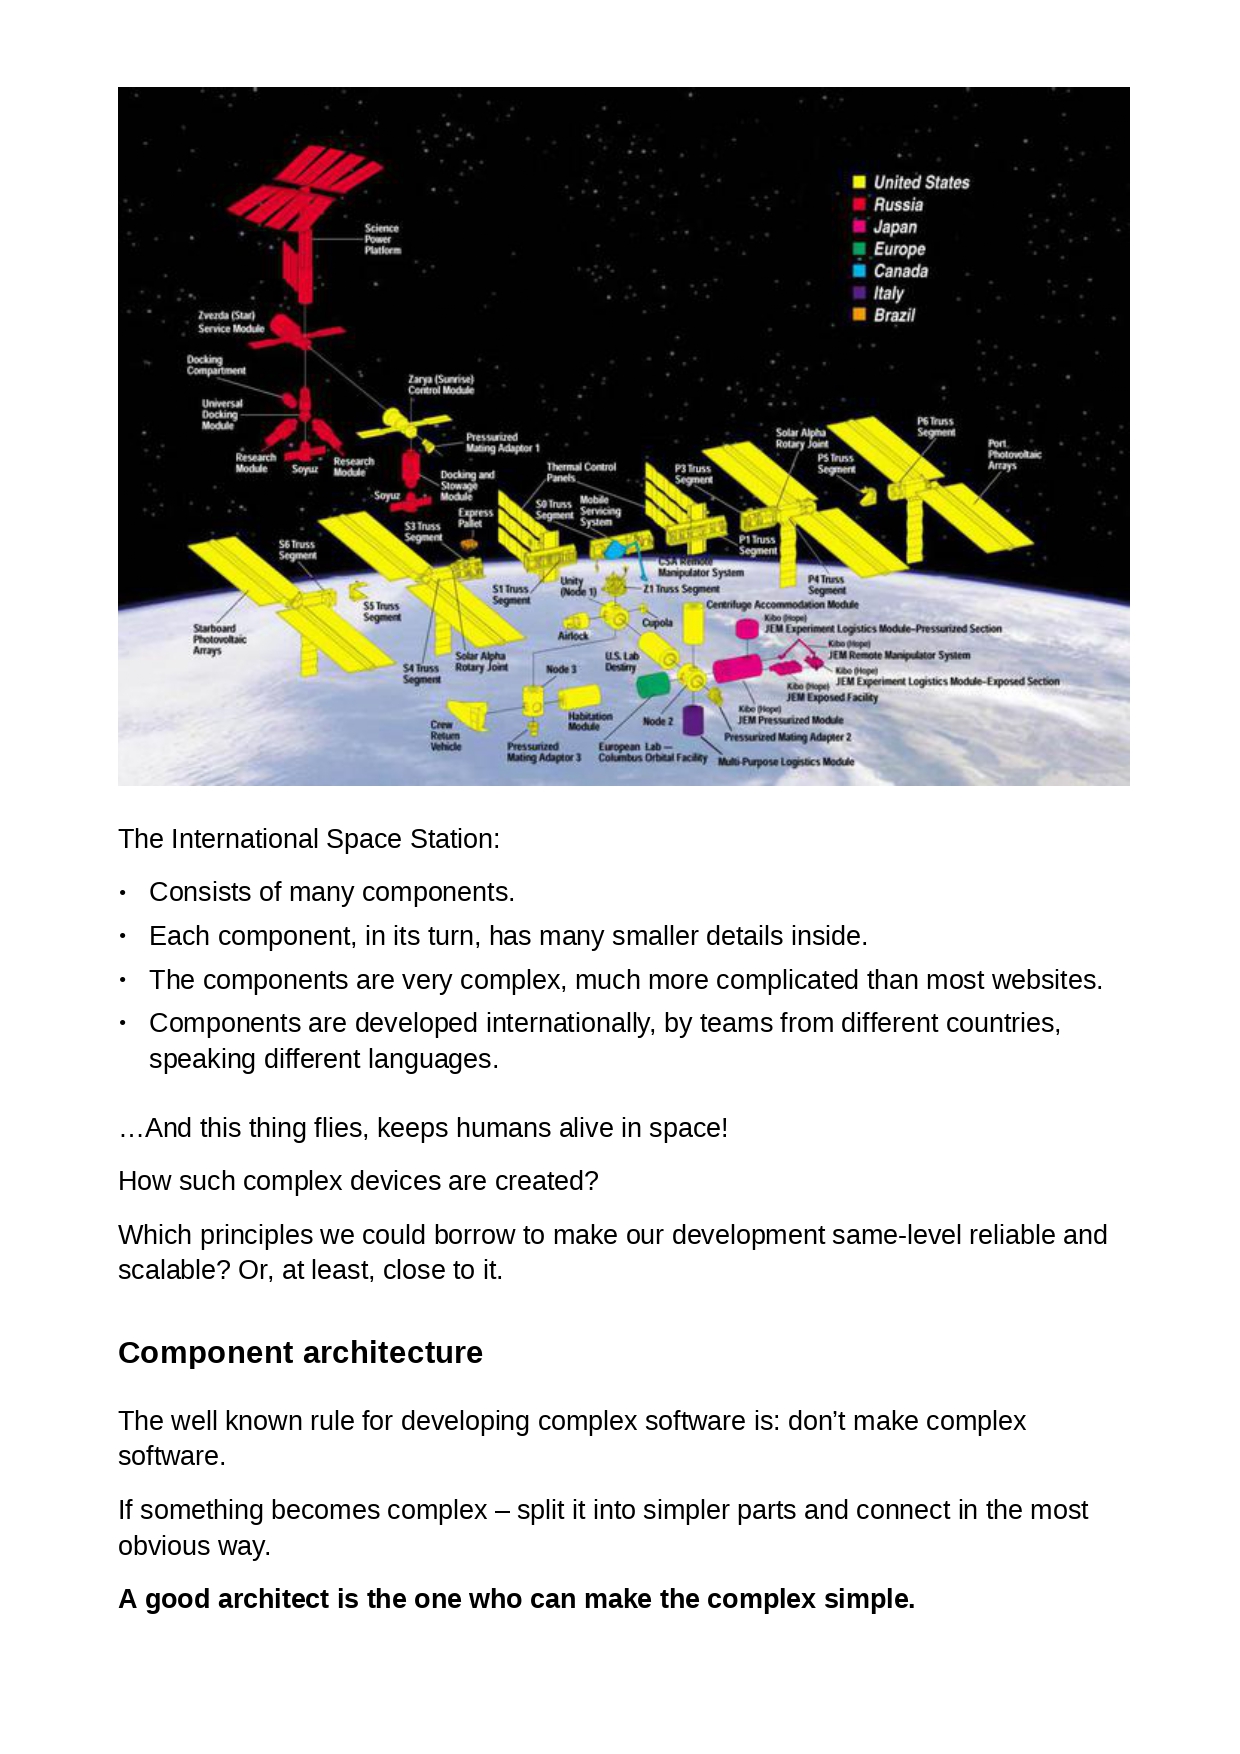 United States
Russia
Japan
Europe
Canada
Italy
Brazil
Science
Power
Platform
Zvezda (Star)
Service Module
Docking
Compartment
Universal
Docking
Module
Research
Module
Soyuz
Research
Module
Zarya (Sunrise)
Control Module
Pressurized
Mating Adaptor 1
Docking and
Stowage
Module
Soyuz
Express
Pallet
Thermal Control
Panels
S0 Truss
Segment
Mobile
Servicing
System
S3 Truss
Segment
P3 Truss
Segment
Solar Alpha
Rotary Joint
P5 Truss
Segment
P6 Truss
Segment
Port
Photovoltaic
Arrays
S6 Truss
Segment
S5 Truss
Segment
Starboard
Photovoltaic
Arrays
S4 Truss
Segment
Solar Alpha
Rotary Joint
S1 Truss
Segment
Unity
(Node 1)
CSA Remote
Manipulator System
Z1 Truss Segment
P1 Truss
Segment
P4 Truss
Segment
Centrifuge Accommodation Module
Airlock
Cupola
U.S. Lab
Destiny
Node 3
Kibo (Hope)
JEM Experiment Logistics Module–Pressurized Section
Kibo (Hope)
JEM Remote Manipulator System
Kibo (Hope)
JEM Experiment Logistics Module–Exposed Section
Kibo (Hope)
JEM Exposed Facility
Kibo (Hope)
JEM Pressurized Module
Crew
Return
Vehicle
Habitation
Module
Node 2
Pressurized Mating Adapter 2
Pressurized
Mating Adaptor 3
European Lab —
Columbus Orbital Facility
Multi-Purpose Logistics Module
The International Space Station:
• Consists of many components.
• Each component, in its turn, has many smaller details inside.
• The components are very complex, much more complicated than most websites.
• Components are developed internationally, by teams from different countries,
speaking different languages.
…And this thing flies, keeps humans alive in space!
How such complex devices are created?
Which principles we could borrow to make our development same-level reliable and
scalable? Or, at least, close to it.
Component architecture
The well known rule for developing complex software is: don’t make complex
software.
If something becomes complex – split it into simpler parts and connect in the most
obvious way.
A good architect is the one who can make the complex simple.